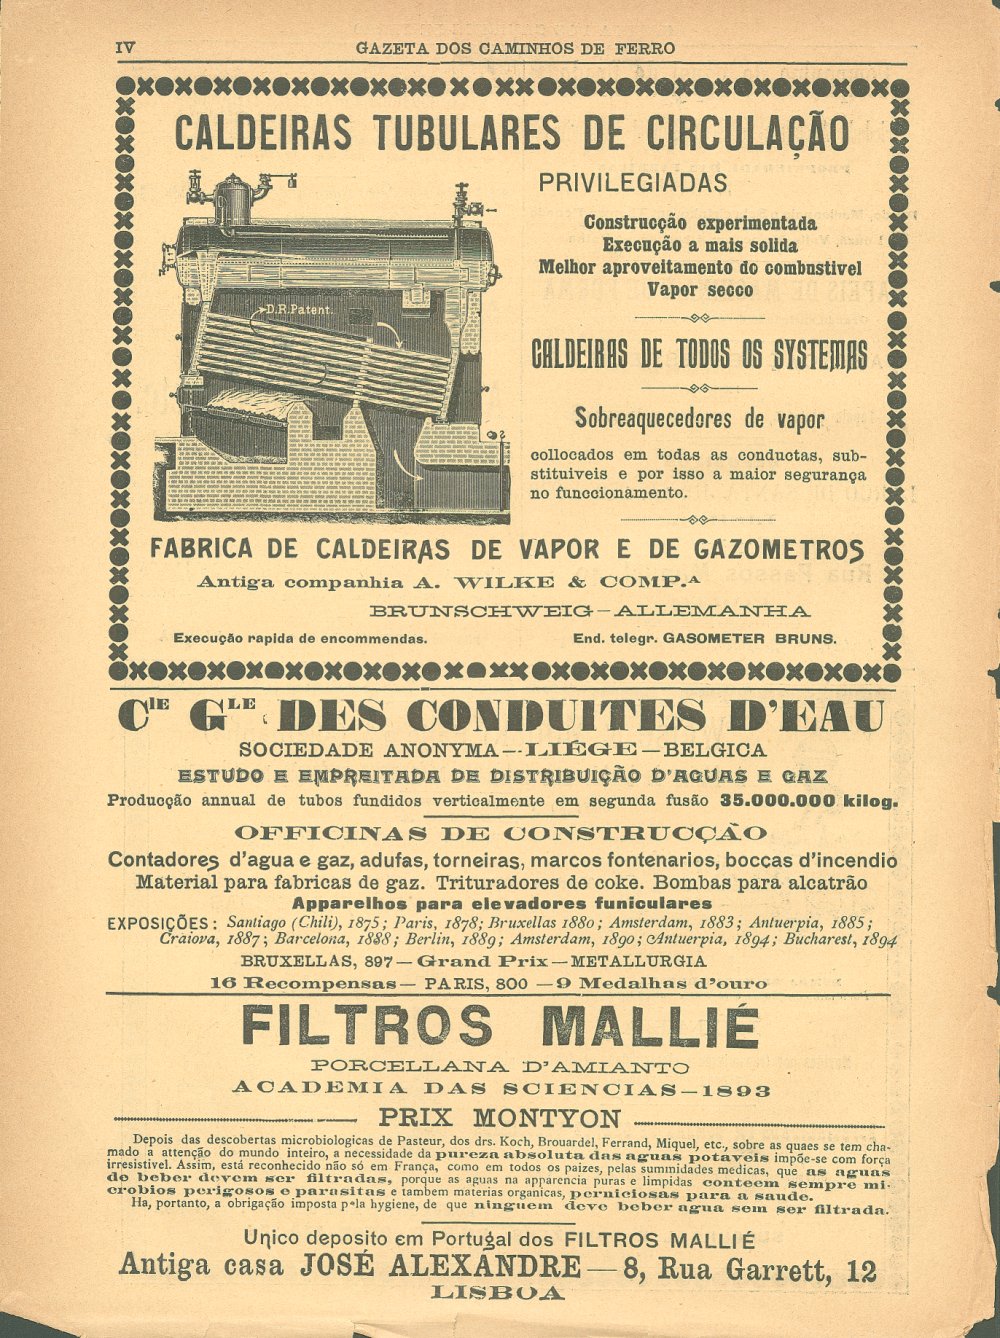 IV
GAZETA DOS CAMINHOS DE FERRO
CALDEIRAS TUBULARES DE CIRCULAÇÃO
PRIVILEGIADAS
Construcção experimentada
Execução a mais solida
Melhor aproveitamento do combustivel
Vapor secco
D.R.Patent.
CALDEIRAS DE TODOS OS SYSTEMAS
Sobreaquecedores de vapor
collocados em todas as conductas, sub-
stituiveis e por isso a maior segurança
no funccionamento.
FABRICA DE CALDEIRAS DE VAPOR E DE GAZOMETROS
Antiga companhia A. WILKE & COMP.ᴬ
BRUNSCHWEIG—ALLEMANHA
Execução rapida de encommendas.
End. telegr. GASOMETER BRUNS.
Cᴵᴱ Gᴸᴱ DES CONDUITES D'EAU
SOCIEDADE ANONYMA—LIÉGE—BELGICA
ESTUDO E EMPREITADA DE DISTRIBUIÇÃO D'AGUAS E GAZ
Producção annual de tubos fundidos verticalmente em segunda fusão 35.000.000 kilog.
OFFICINAS DE CONSTRUCÇÃO
Contadores d'agua e gaz, adufas, torneiras, marcos fontenarios, boccas d'incendio
Material para fabricas de gaz. Trituradores de coke. Bombas para alcatrão
Apparelhos para elevadores funiculares
EXPOSIÇÕES: Santiago (Chili), 1875; Paris, 1878; Bruxellas 1880; Amsterdam, 1883; Antuerpia, 1885;
Craiova, 1887; Barcelona, 1888; Berlin, 1889; Amsterdam, 1890; Antuerpia, 1894; Bucharest, 1894
BRUXELLAS, 897—Grand Prix—METALLURGIA
16 Recompensas—PARIS, 800—9 Medalhas d'ouro
FILTROS MALLIÉ
PORCELLANA D'AMIANTO
ACADEMIA DAS SCIENCIAS—1893
PRIX MONTYON
Depois das descobertas microbiologicas de Pasteur, dos drs. Koch, Brouardel, Ferrand, Miquel, etc., sobre as quaes se tem cha-
mado a attenção do mundo inteiro, a necessidade da pureza absoluta das aguas potaveis impõe-se com força
irresistivel. Assim, está reconhecido não só em França, como em todos os paizes, pelas summidades medicas, que as aguas
de beber devem ser filtradas, porque as aguas na apparencia puras e limpidas conteem sempre mi-
crobios perigosos e parasitas e tambem materias organicas, perniciosas para a saude.
Ha, portanto, a obrigação imposta pela hygiene, de que ninguem deve beber agua sem ser filtrada.
Unico deposito em Portugal dos FILTROS MALLIÉ
Antiga casa JOSÉ ALEXANDRE—8, Rua Garrett, 12
LISBOA